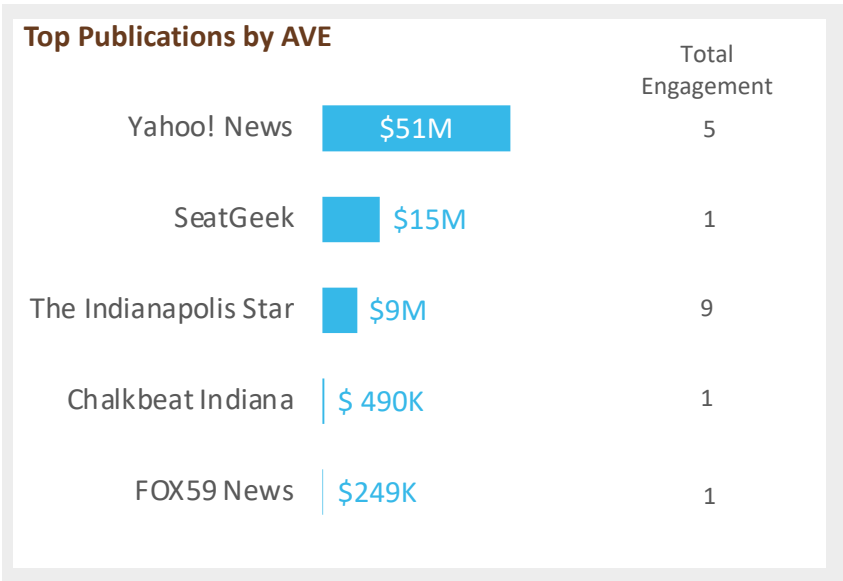 Top Publications by AVE
Total
Engagement
Yahoo! News $51M 5
SeatGeek $15M 1
The Indianapolis Star $9M 9
Chalkbeat Indiana $ 490K 1
FOX59 News $249K 1